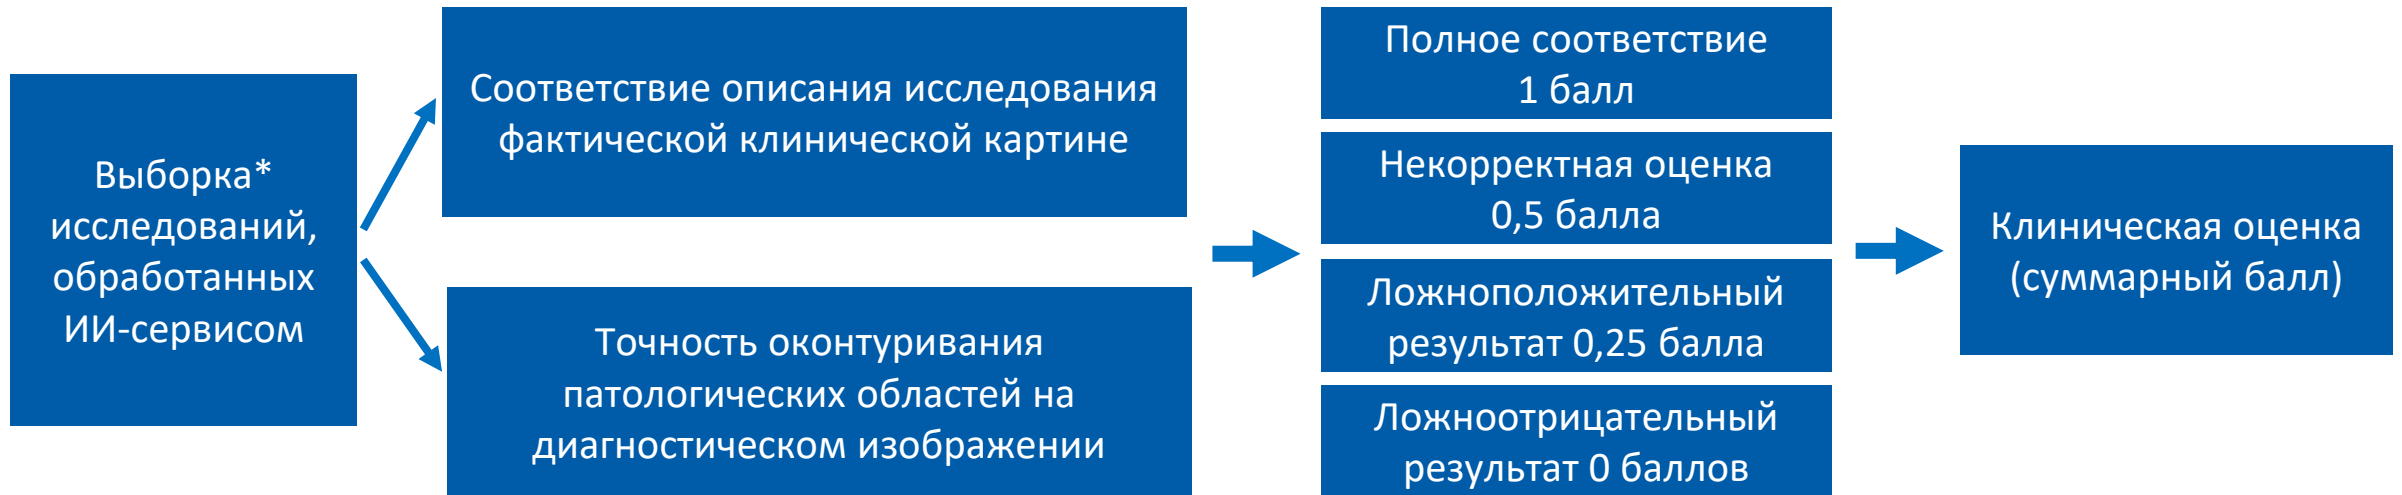 Выборка*
исследований,
обработанных
ИИ-сервисом
Соответствие описания исследования
фактической клинической картине
Точность оконтуривания
патологических областей на
диагностическом изображении
Полное соответствие
1 балл
Некорректная оценка
0,5 балла
Ложноположительный
результат 0,25 балла
Ложноотрицательный
результат 0 баллов
Клиническая оценка
(суммарный балл)